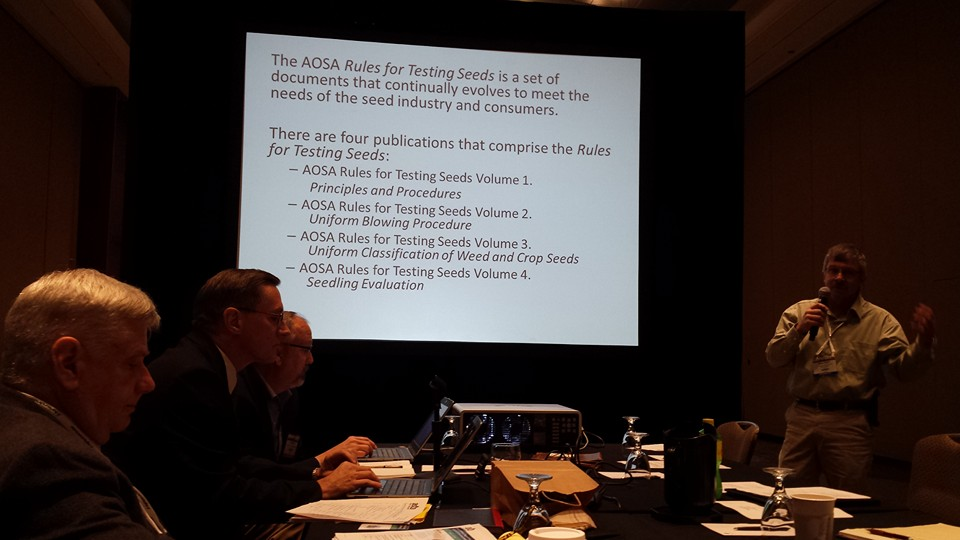 The AOSA Rules for Testing Seeds is a set of
documents that continually evolves to meet the
needs of the seed industry and consumers.
There are four publications that comprise the Rules
for Testing Seeds:
– AOSA Rules for Testing Seeds Volume 1.
Principles and Procedures
– AOSA Rules for Testing Seeds Volume 2.
Uniform Blowing Procedure
– AOSA Rules for Testing Seeds Volume 3.
Uniform Classification of Weed and Crop Seeds
– AOSA Rules for Testing Seeds Volume 4.
Seedling Evaluation